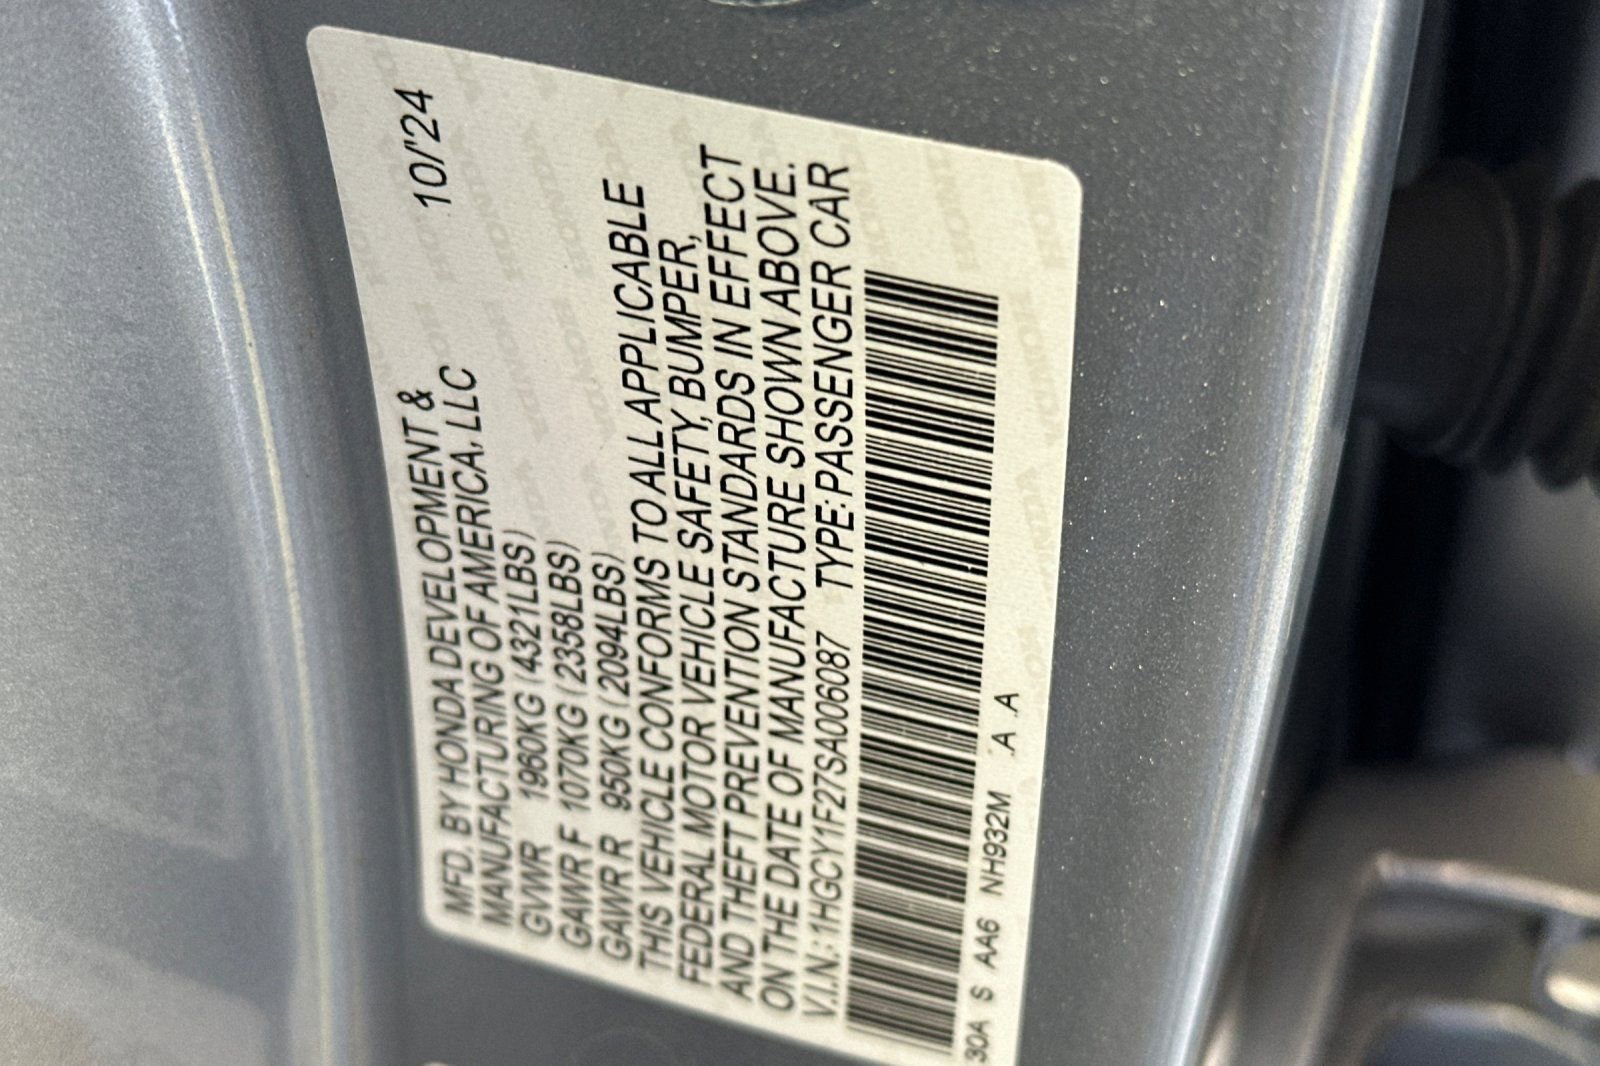 MFD. BY HONDA DEVELOPMENT & 10/'24
MANUFACTURING OF AMERICA, LLC
GVWR 1960KG (4321LBS)
GAWR F 1070KG (2358LBS)
GAWR R 950KG (2094LBS)
THIS VEHICLE CONFORMS TO ALL APPLICABLE
FEDERAL MOTOR VEHICLE SAFETY, BUMPER,
AND THEFT PREVENTION STANDARDS IN EFFECT
ON THE DATE OF MANUFACTURE SHOWN ABOVE.
V.I.N.: 1HGCY1F27SA006087 TYPE: PASSENGER CAR
30A S AA6 NH932M .A .A